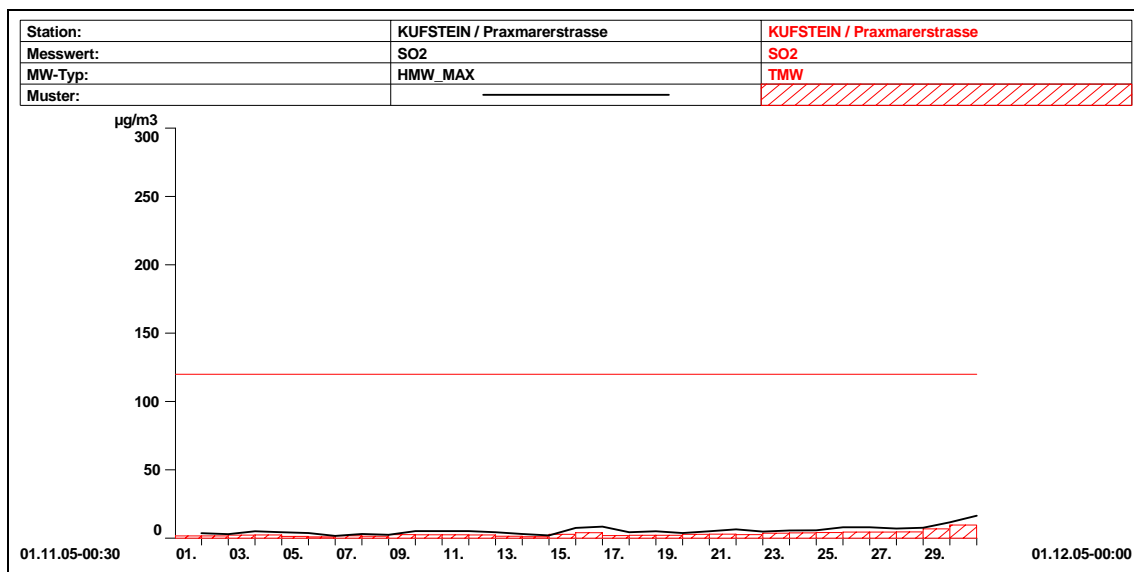 Station: KUFSTEIN / Praxmarerstrasse KUFSTEIN / Praxmarerstrasse
Messwert: SO2 SO2
MW-Typ: HMW_MAX TMW
Muster:
µg/m3
300
250
200
150
100
50
0
01.11.05-00:30 01. 03. 05. 07. 09. 11. 13. 15. 17. 19. 21. 23. 25. 27. 29. 01.12.05-00:00